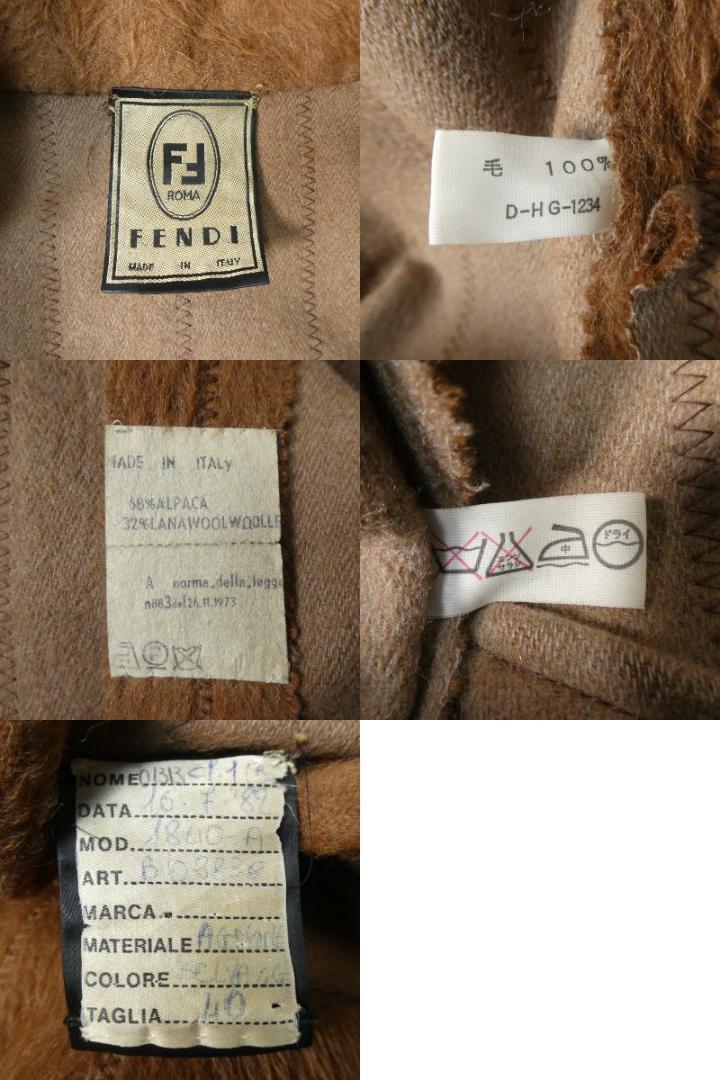 FF
ROMA
FENDI
MADE IN ITALY
毛 100%
D-HG-1234
MADE IN ITALY
68%ALPACA
32%LANAWOOLWOOLLE
A norma della legge
n883del26.11.1973
ドライ
中
NOME
DATA 16.7.87
MOD. 1840-A
ART.
MARCA
MATERIALE
COLORE
TAGLIA 40